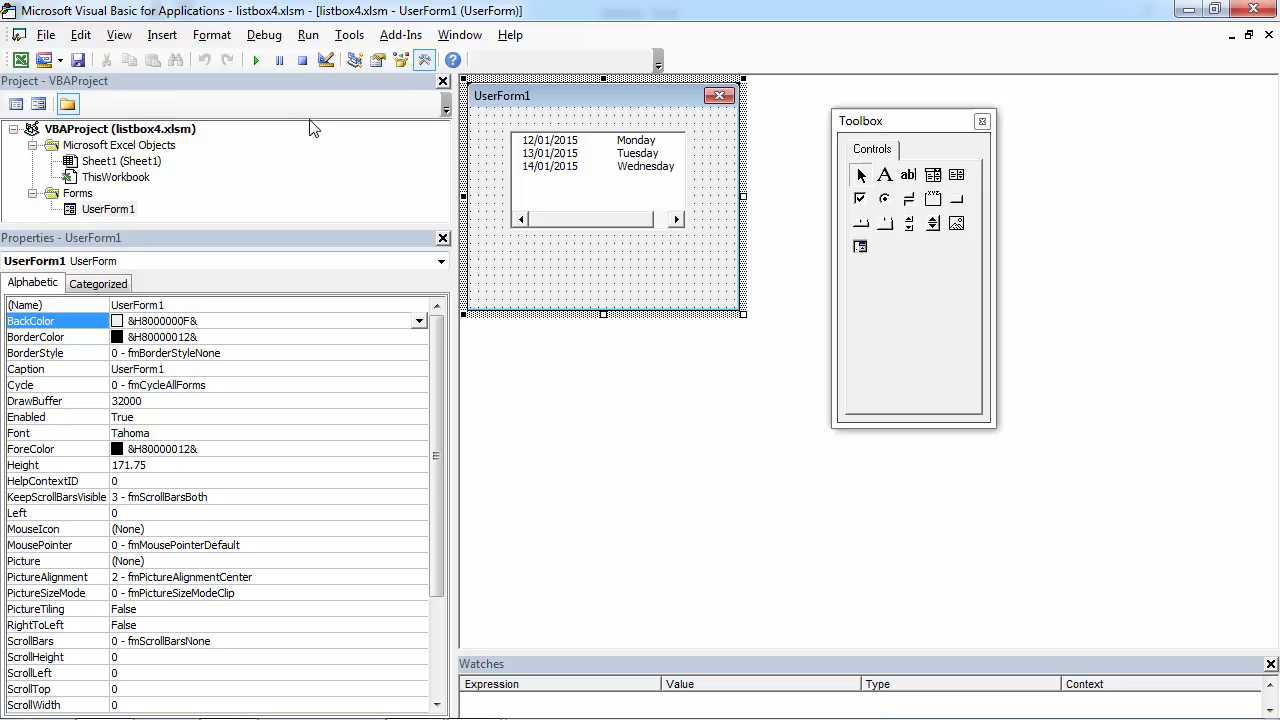 Microsoft Visual Basic for Applications - listbox4.xlsm - [listbox4.xlsm - UserForm1 (UserForm)]
File Edit View Insert Format Debug Run Tools Add-Ins Window Help
Project - VBAProject
VBAProject (listbox4.xlsm)
Microsoft Excel Objects
Sheet1 (Sheet1)
ThisWorkbook
Forms
UserForm1
Properties - UserForm1
UserForm1 UserForm
Alphabetic Categorized
(Name) UserForm1
BackColor &H8000000F&
BorderColor &H80000012&
BorderStyle 0 - fmBorderStyleNone
Caption UserForm1
Cycle 0 - fmCycleAllForms
DrawBuffer 32000
Enabled True
Font Tahoma
ForeColor &H80000012&
Height 171.75
HelpContextID 0
KeepScrollBarsVisible 3 - fmScrollBarsBoth
Left 0
MouseIcon (None)
MousePointer 0 - fmMousePointerDefault
Picture (None)
PictureAlignment 2 - fmPictureAlignmentCenter
PictureSizeMode 0 - fmPictureSizeModeClip
PictureTiling False
RightToLeft False
ScrollBars 0 - fmScrollBarsNone
ScrollHeight 0
ScrollLeft 0
ScrollTop 0
ScrollWidth 0
UserForm1
12/01/2015 Monday
13/01/2015 Tuesday
14/01/2015 Wednesday
Toolbox
Controls
A ab|
Watches
Expression Value Type Context